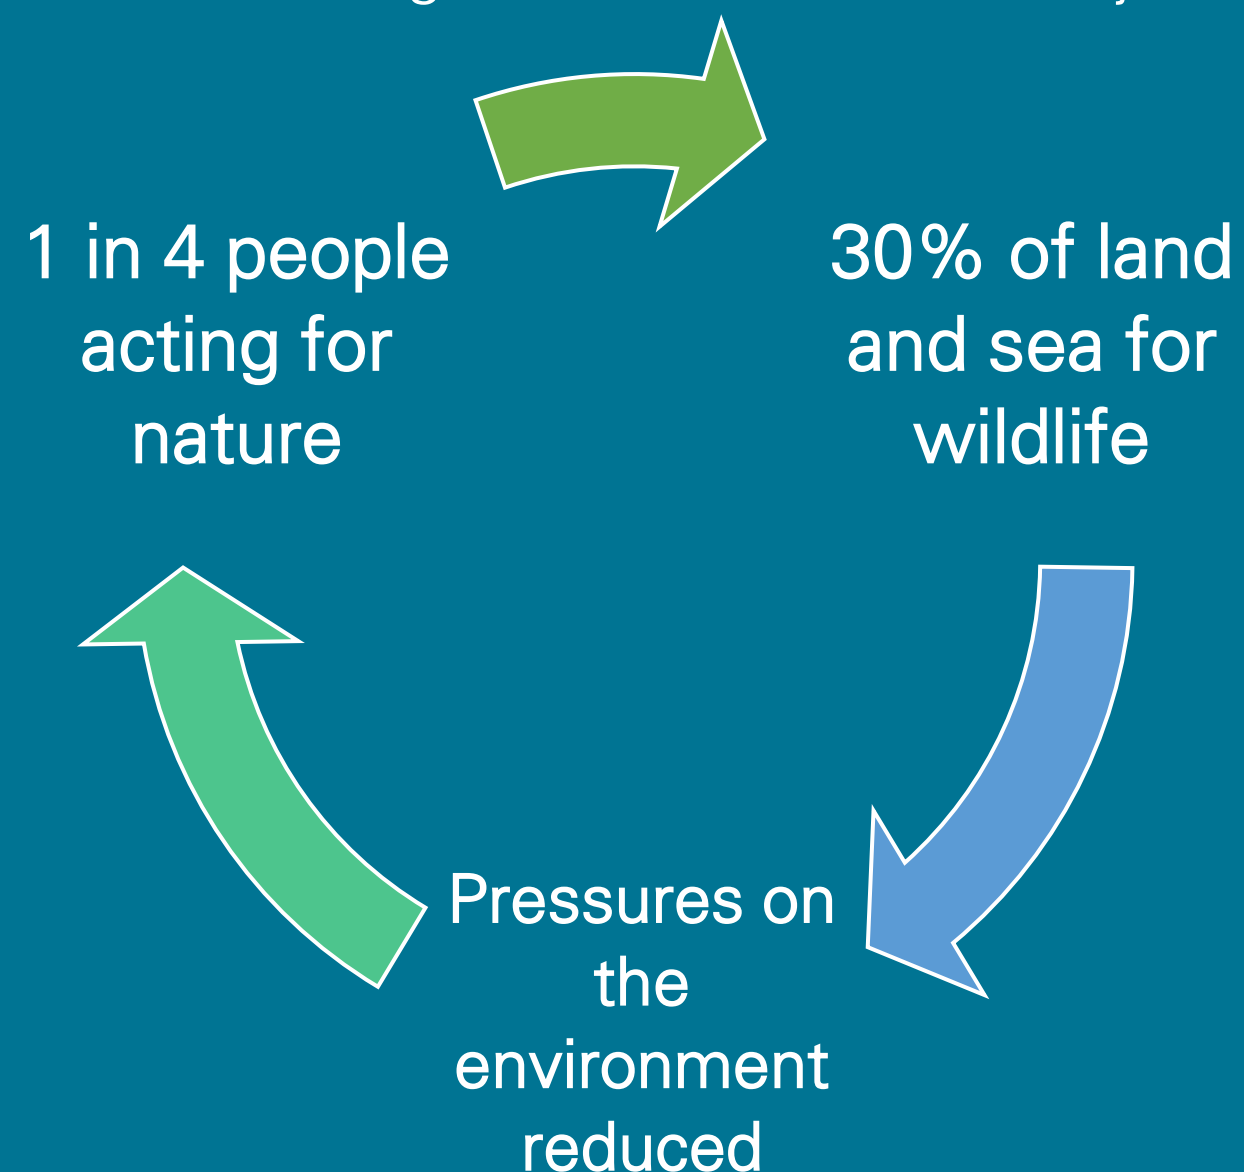 1 in 4 people
acting for
nature
30% of land
and sea for
wildlife
Pressures on
the
environment
reduced